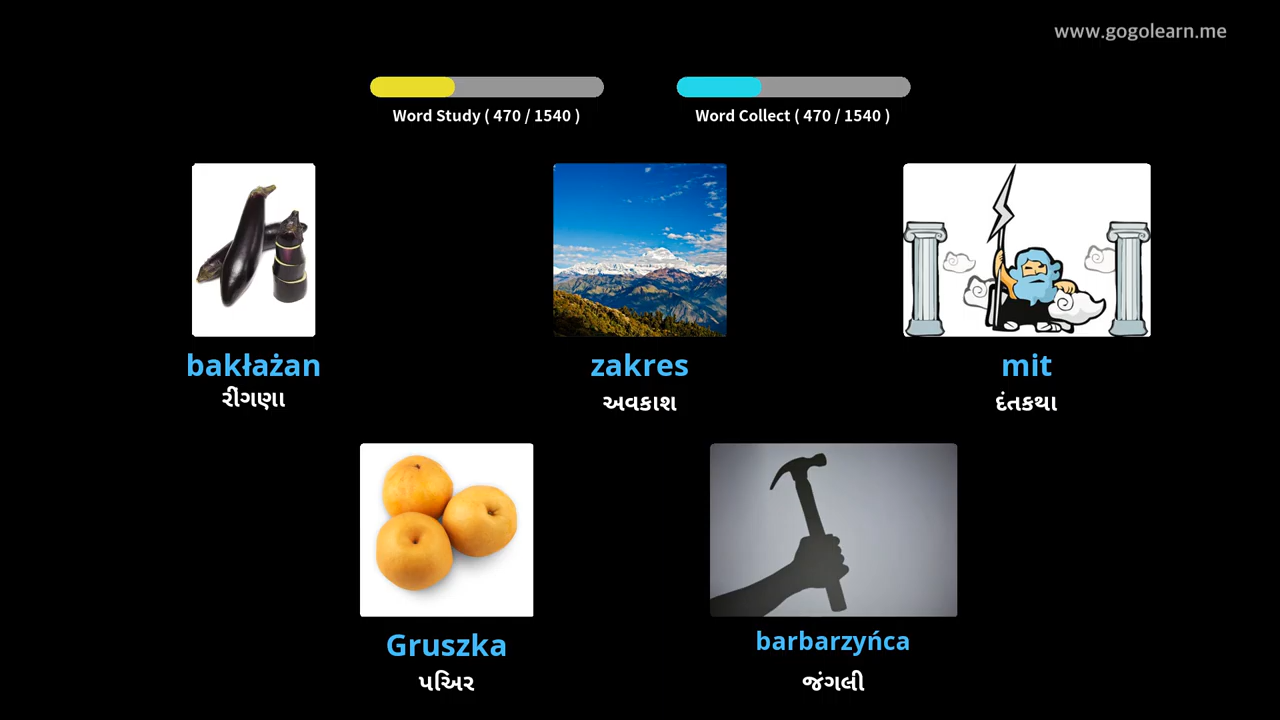 www.gogolearn.me
Word Study ( 470 / 1540 )
Word Collect ( 470 / 1540 )
bakłażan
રીંગણા
zakres
અવકાશ
mit
દંતકથા
Gruszka
પઅિર
barbarzyńca
જંગલી